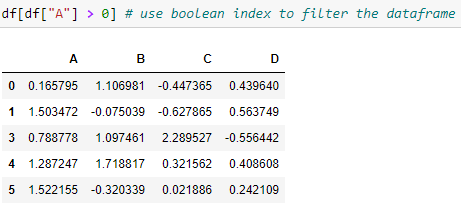 df[df["A"] > 0] # use boolean index to filter the dataframe
A B C D
0 0.165795 1.106981 -0.447365 0.439640
1 1.503472 -0.075039 -0.627865 0.563749
3 0.788778 1.097461 2.289527 -0.556442
4 1.287247 1.718817 0.321562 0.408608
5 1.522155 -0.320339 0.021886 0.242109